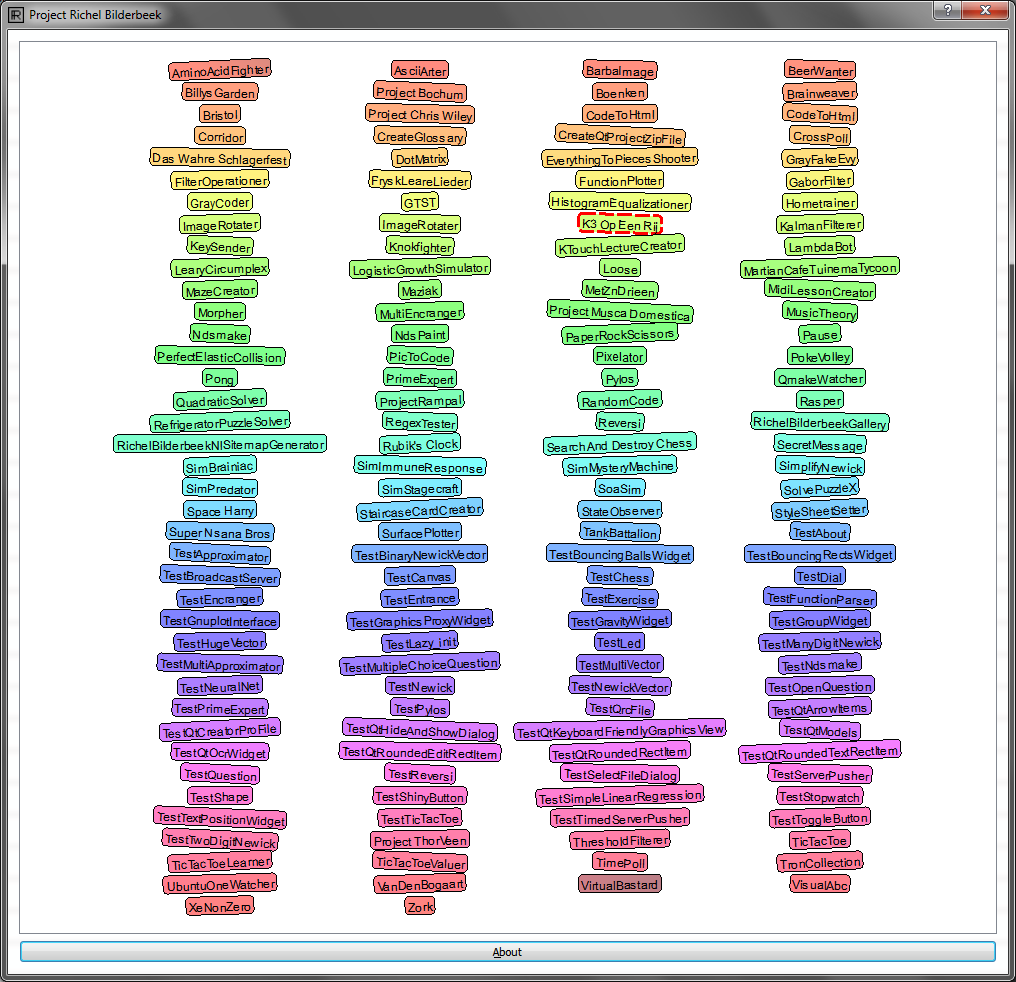 Project Richel Bilderbeek
AminoAcidFighter AsciiArter BarbaImage BeerWanter
BillysGarden Project Bochum Boenken Brainweaver
Bristol Project Chris Wiley CodeToHtml CodeToHtml
Corridor CreateGlossary CreateQtProjectZipFile CrossPoll
Das Wahre Schlagerfest DotMatrix EverythingToPiecesShooter GrayFakeEvy
FilterOperationer FryskLeareLieder FunctionPlotter GaborFilter
GrayCoder GTST HistogramEqualizationer Hometrainer
ImageRotater ImageRotater K3 Op Een Rij KalmanFilterer
KeySender Knokfighter KTouchLectureCreator LambdaBot
LearyCircumplex LogisticGrowthSimulator Loose MartianCafeTuinemaTycoon
MazeCreator Maziak MetZnDrieen MidiLessonCreator
Morpher MultiEncranger Project Musca Domestica MusicTheory
Ndsmake NdsPaint PaperRockScissors Pause
PerfectElasticCollision PicToCode Pixelator PokeVolley
Pong PrimeExpert Pylos QmakeWatcher
QuadraticSolver ProjectRampal RandomCode Rasper
RefrigeratorPuzzleSolver RegexTester Reversi RichelBilderbeekGallery
RichelBilderbeekNlSitemapGenerator Rubik's Clock Search And Destroy Chess SecretMessage
SimBrainiac SimImmuneResponse SimMysteryMachine SimplifyNewick
SimPredator SimStagecraft SoaSim SolvePuzzleX
Space Harry StaircaseCardCreator StateObserver StyleSheetSetter
Super Nsana Bros SurfacePlotter TankBattalion TestAbout
TestApproximator TestBinaryNewickVector TestBouncingBallsWidget TestBouncingRectsWidget
TestBroadcastServer TestCanvas TestChess TestDial
TestEncranger TestEntrance TestExercise TestFunctionParser
TestGnuplotInterface TestGraphicsProxyWidget TestGravityWidget TestGroupWidget
TestHugeVector TestLazy_init TestLed TestManyDigitNewick
TestMultiApproximator TestMultipleChoiceQuestion TestMultiVector TestNdsmake
TestNeuralNet TestNewick TestNewickVector TestOpenQuestion
TestPrimeExpert TestPylos TestQrcFile TestQtArrowItems
TestQtCreatorProFile TestQtHideAndShowDialog TestQtKeyboardFriendlyGraphicsView TestQtModels
TestQtOcrWidget TestQtRoundedEditRectItem TestQtRoundedRectItem TestQtRoundedTextRectItem
TestQuestion TestReversi TestSelectFileDialog TestServerPusher
TestShape TestShinyButton TestSimpleLinearRegression TestStopwatch
TestTextPositionWidget TestTicTacToe TestTimedServerPusher TestToggleButton
TestTwoDigitNewick Project ThorVeen ThresholdFilterer TicTacToe
TicTacToeLearner TicTacToeValuer TimePoll TronCollection
UbuntuOneWatcher VanDenBogaart VirtualBastard VisualAbc
XeNonZero Zork
About